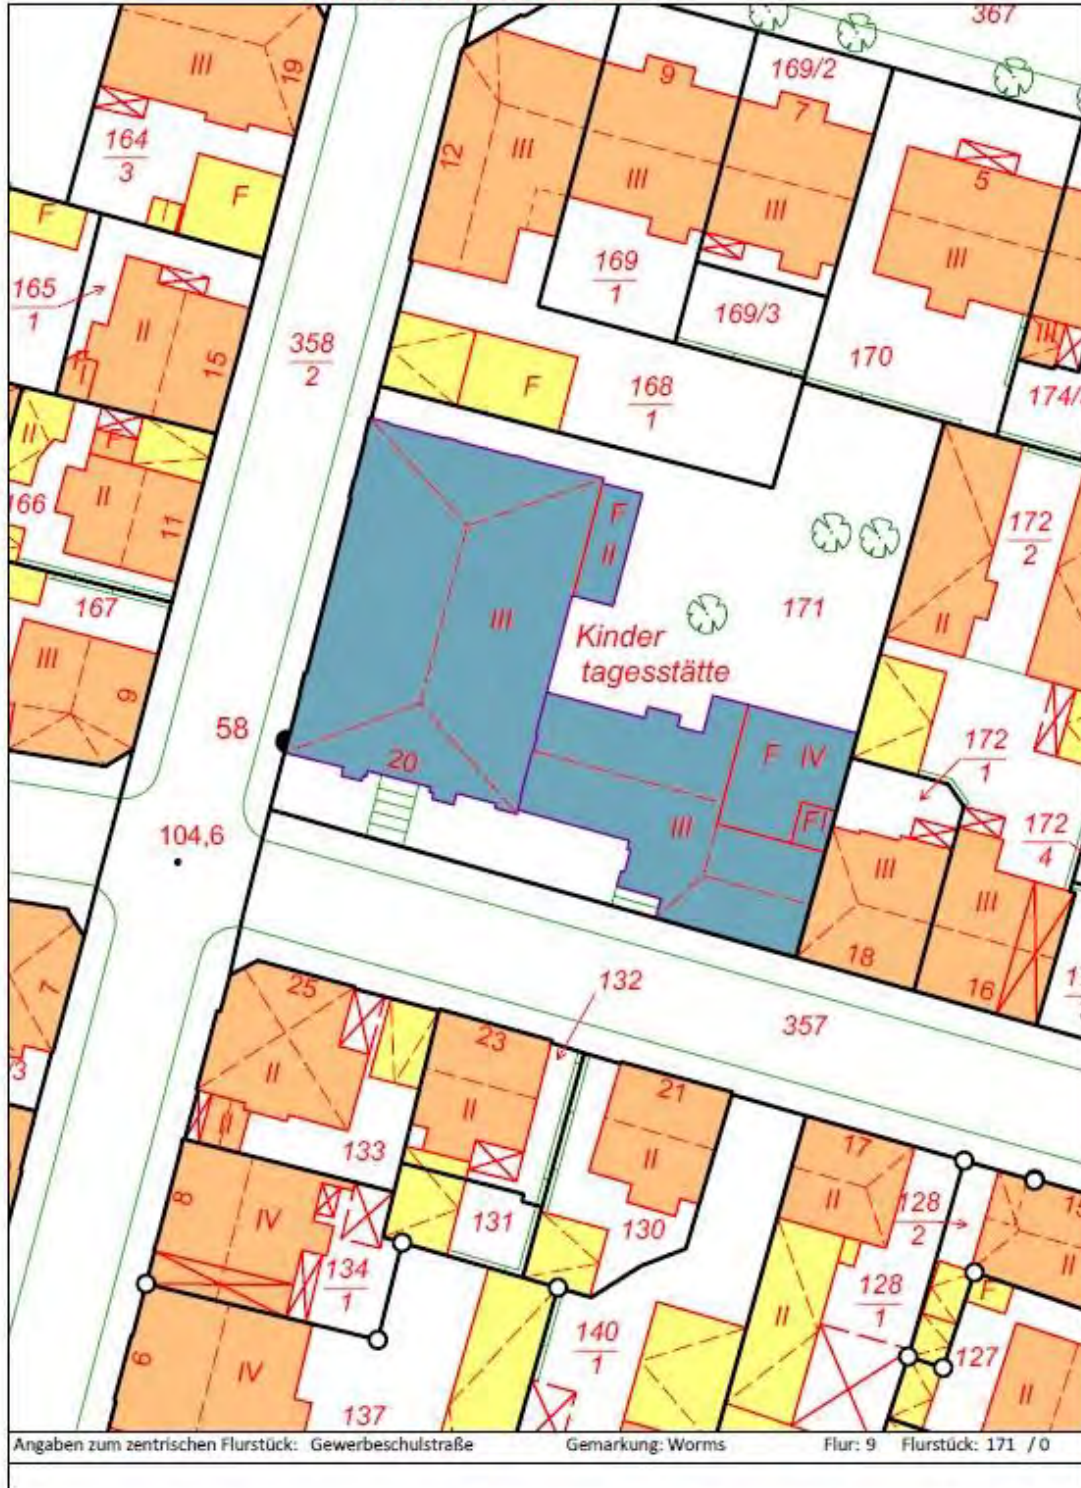 367
169/2
III
19
9
7
164
3
12
III
5
III
III
F
F
III
165
1
169
1
169/3
III
II
15
358
2
170
F
168
1
174/
II
F
II
166
11
F
II
172
2
167
III
171
II
III
9
Kinder
tagesstätte
58
20
172
1
F IV
F
104,6
III
172
4
III
III
18
16
7
25
132
357
23
II
21
II
II
133
17
II
8
IV
131
130
II
128
2
15
II
134
1
128
1
F
II
140
1
127
6
IV
II
137
Angaben zum zentrischen Flurstück: Gewerbeschulstraße Gemarkung: Worms Flur: 9 Flurstück: 171 / 0